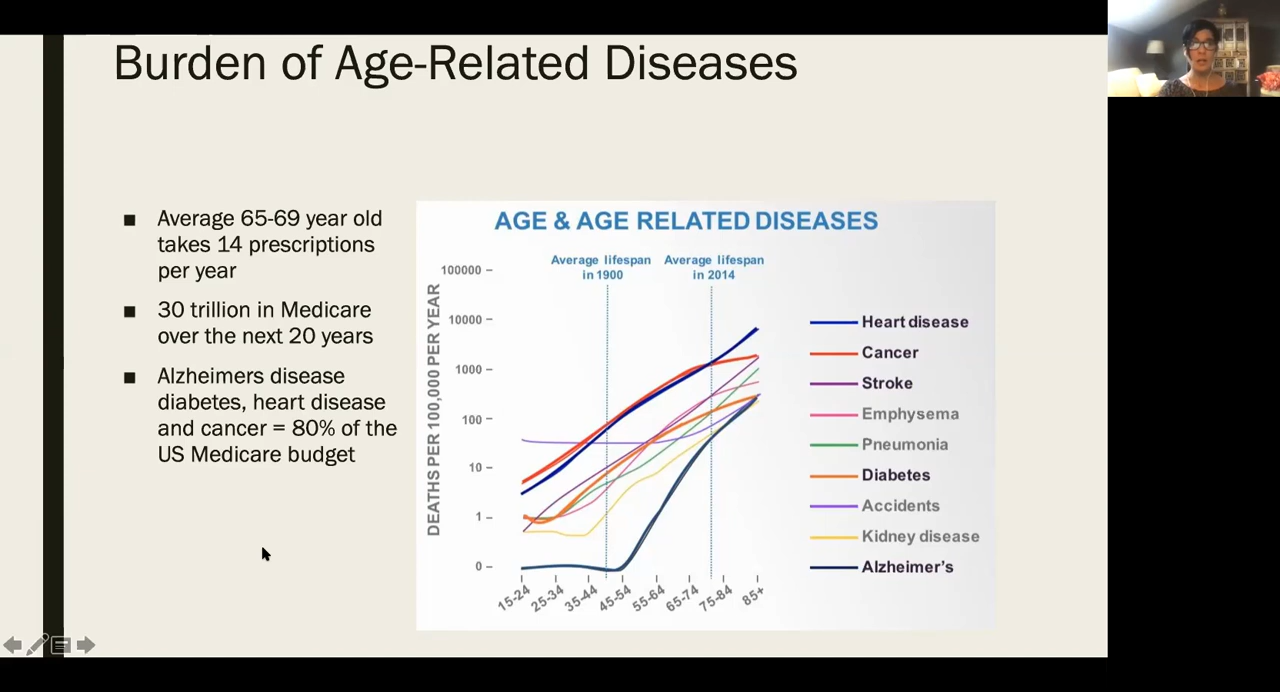 Burden of Age-Related Diseases
■ Average 65-69 year old
takes 14 prescriptions
per year
■ 30 trillion in Medicare
over the next 20 years
■ Alzheimers disease
diabetes, heart disease
and cancer = 80% of the
US Medicare budget
AGE & AGE RELATED DISEASES
Average lifespan
in 1900
Average lifespan
in 2014
DEATHS PER 100,000 PER YEAR
100000
10000
1000
100
10
1
0
15-24
25-34
35-44
45-54
55-64
65-74
75-84
85+
Heart disease
Cancer
Stroke
Emphysema
Pneumonia
Diabetes
Accidents
Kidney disease
Alzheimer's